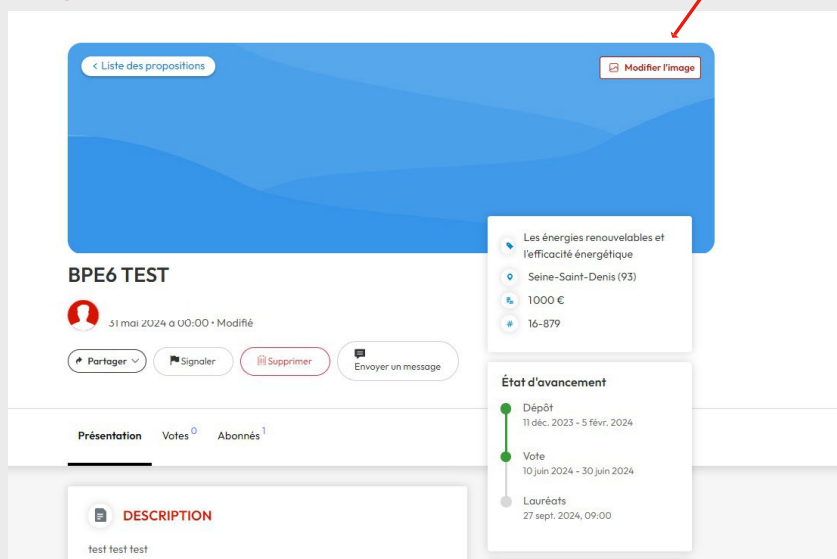 < Liste des propositions
Modifier l'image
Les énergies renouvelables et
l'efficacité énergétique
Seine-Saint-Denis (93)
1 000 €
# 16-879
BPE6 TEST
31 mai 2024 à 00:00 • Modifié
Partager
Signaler
Supprimer
Envoyer un message
État d'avancement
Dépôt
11 déc. 2023 - 5 févr. 2024
Vote
10 juin 2024 - 30 juin 2024
Lauréats
27 sept. 2024, 09:00
Présentation Votes 0 Abonnés 1
DESCRIPTION
test test test